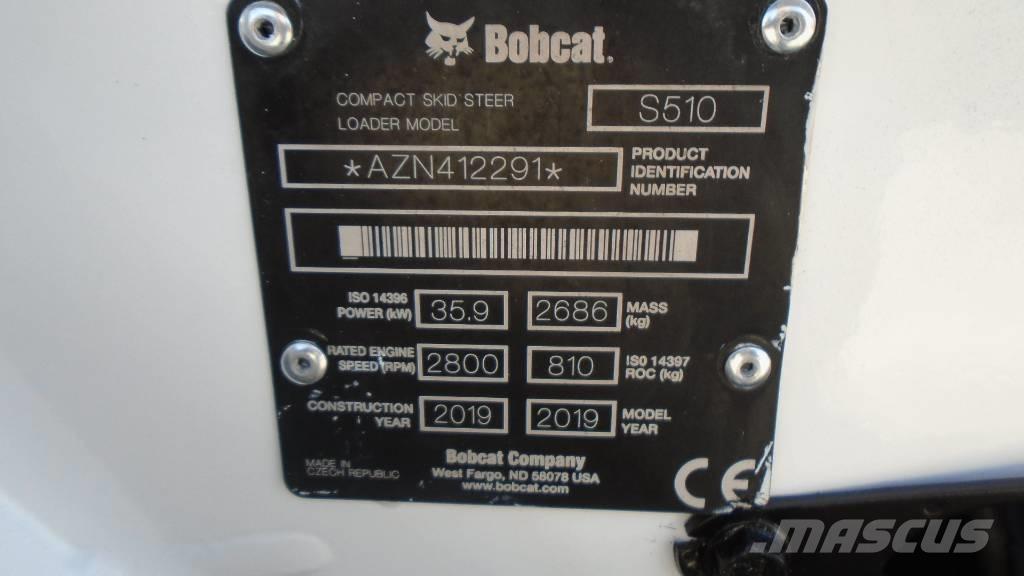 Bobcat.
COMPACT SKID STEER
LOADER MODEL
S510
*AZN412291*
PRODUCT
IDENTIFICATION
NUMBER
ISO 14396
POWER (kW)
35.9
2686
MASS
(kg)
RATED ENGINE
SPEED (RPM)
2800
810
ISO 14397
ROC (kg)
CONSTRUCTION
YEAR
2019
2019
MODEL
YEAR
Bobcat Company
West Fargo, ND 58078 USA
www.bobcat.com
MADE IN
CZECH REPUBLIC
CE
MASCUS